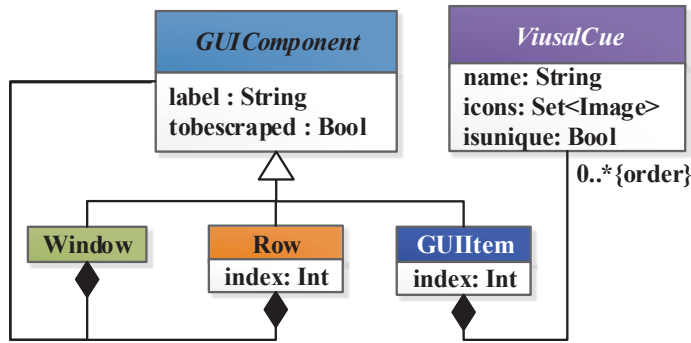 GUIComponent
label : String
tobescraped : Bool
ViusalCue
name: String
icons: Set<Image>
isunique: Bool
0..*{order}
Window
Row
index: Int
GUIItem
index: Int